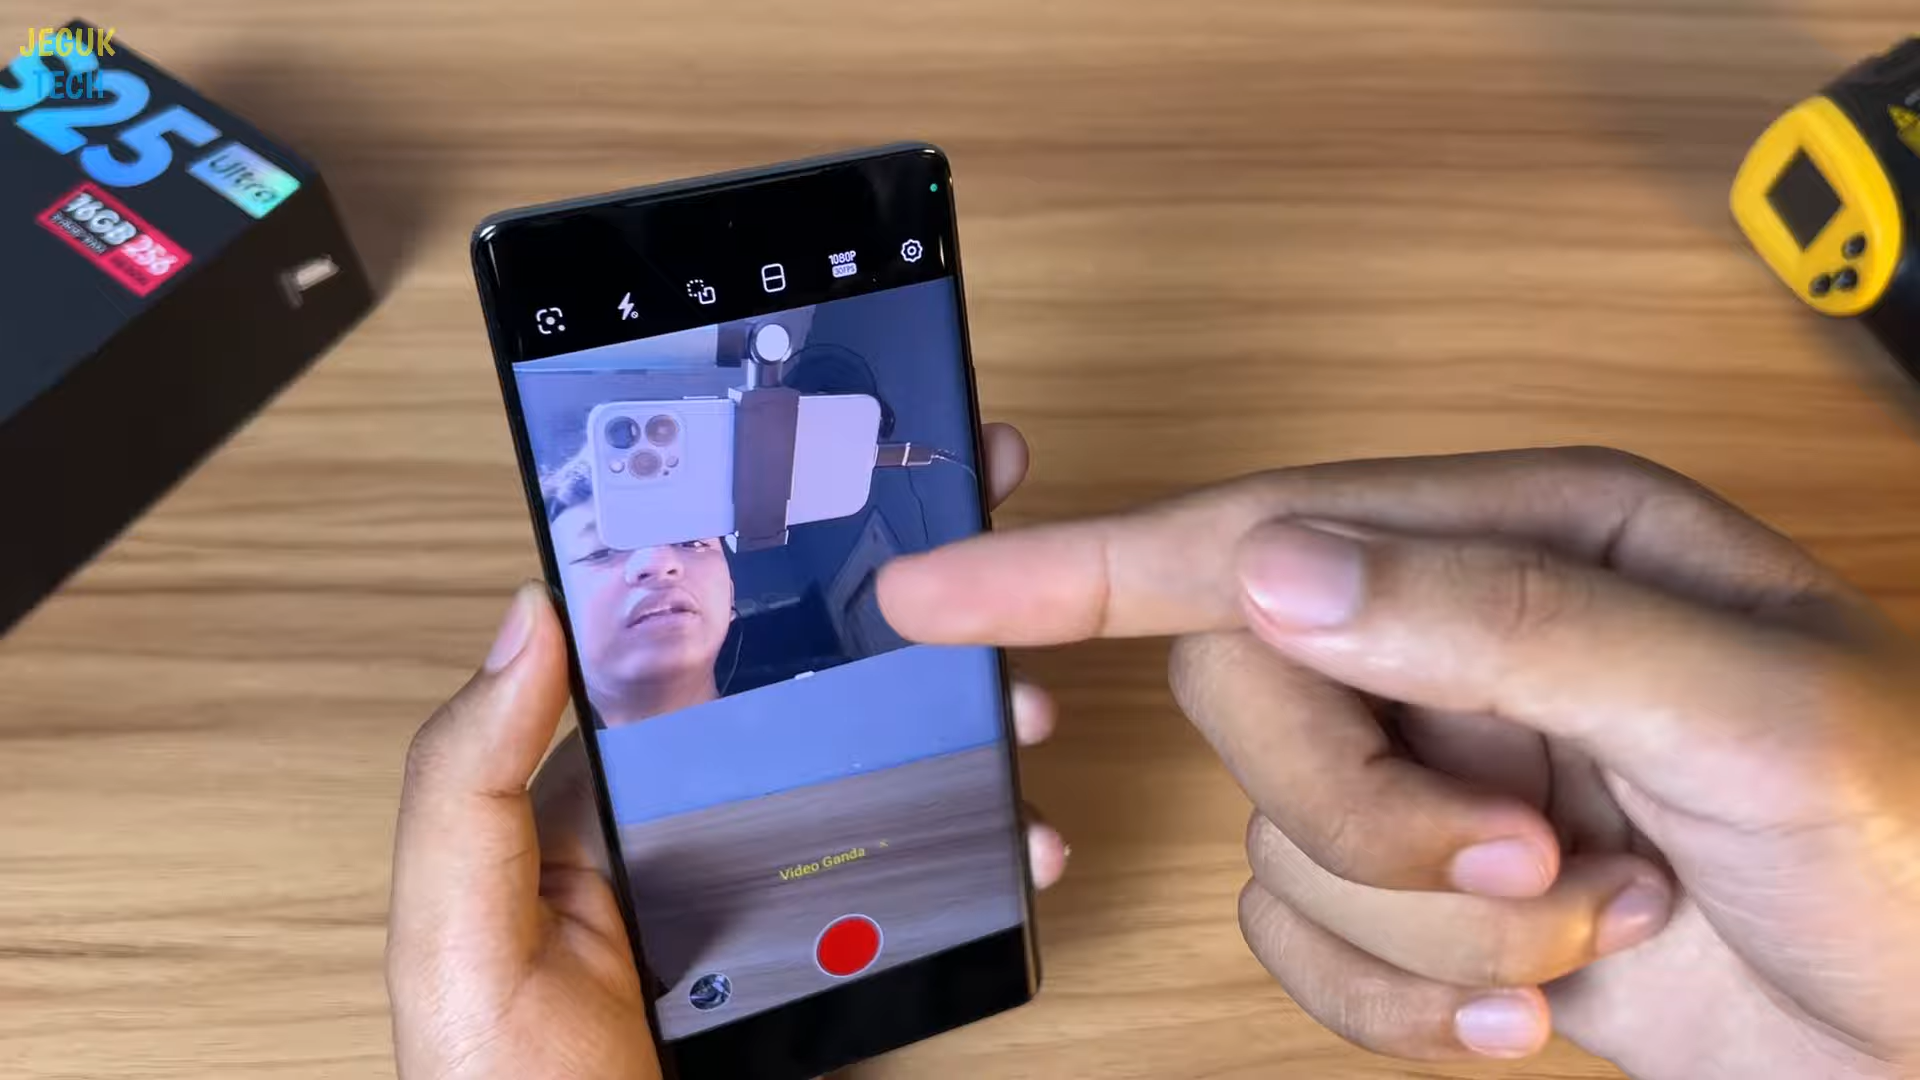 JEGUK
TECH
S25
Ultra
16GB 256
1080P
30FPS
Video Ganda ×